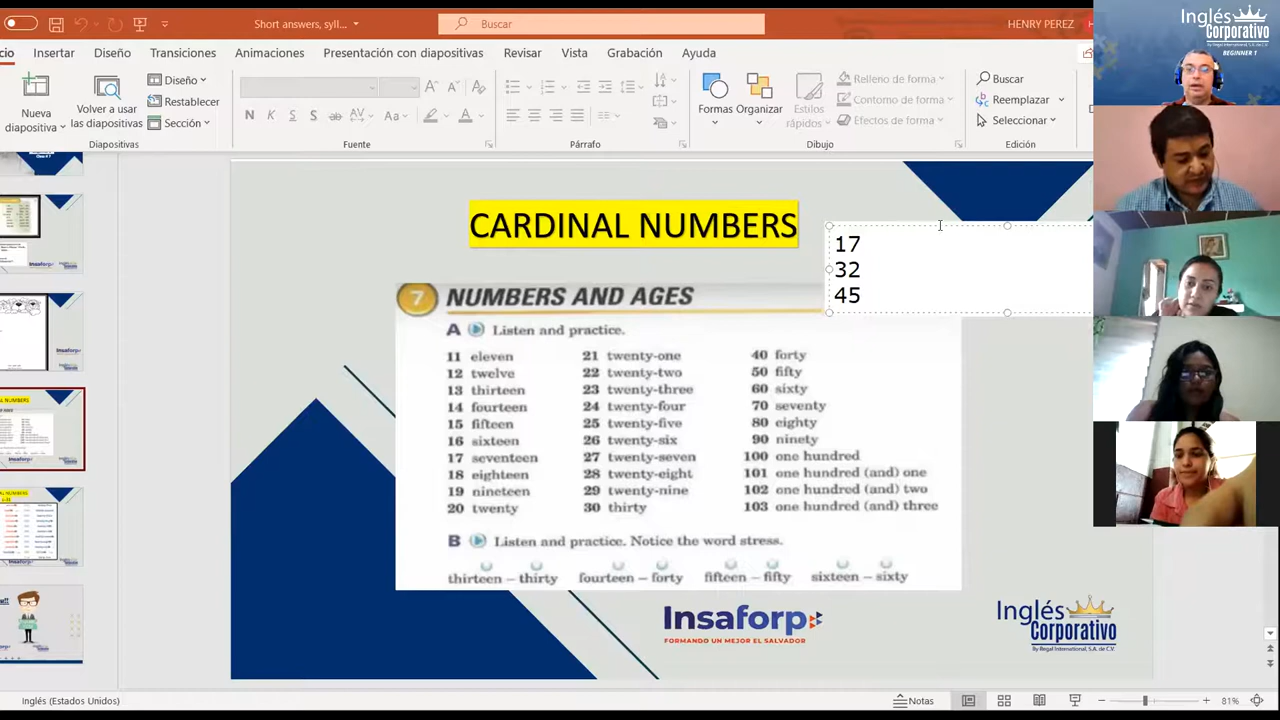 Short answers, syll...
Buscar
HENRY PEREZ
Insertar
Diseño
Transiciones
Animaciones
Presentación con diapositivas
Revisar
Vista
Grabación
Ayuda
Nueva diapositiva
Volver a usar las diapositivas
Diseño
Restablecer
Sección
Diapositivas
Fuente
Párrafo
Formas
Organizar
Estilos rápidos
Relleno de forma
Contorno de forma
Efectos de forma
Dibujo
Buscar
Reemplazar
Seleccionar
Edición
Inglés
Corporativo
By Regal International, S.A. de C.V.
BEGINNER 1
CARDINAL NUMBERS
17
32
45
7 NUMBERS AND AGES
A Listen and practice.
11 eleven 21 twenty-one 40 forty
12 twelve 22 twenty-two 50 fifty
13 thirteen 23 twenty-three 60 sixty
14 fourteen 24 twenty-four 70 seventy
15 fifteen 25 twenty-five 80 eighty
16 sixteen 26 twenty-six 90 ninety
17 seventeen 27 twenty-seven 100 one hundred
18 eighteen 28 twenty-eight 101 one hundred (and) one
19 nineteen 29 twenty-nine 102 one hundred (and) two
20 twenty 30 thirty 103 one hundred (and) three
B Listen and practice. Notice the word stress.
thirteen – thirty fourteen – forty fifteen – fifty sixteen – sixty
Insaforp
FORMANDO UN MEJOR EL SALVADOR
Inglés
Corporativo
By Regal International, S.A. de C.V.
Inglés (Estados Unidos)
Notas
81%